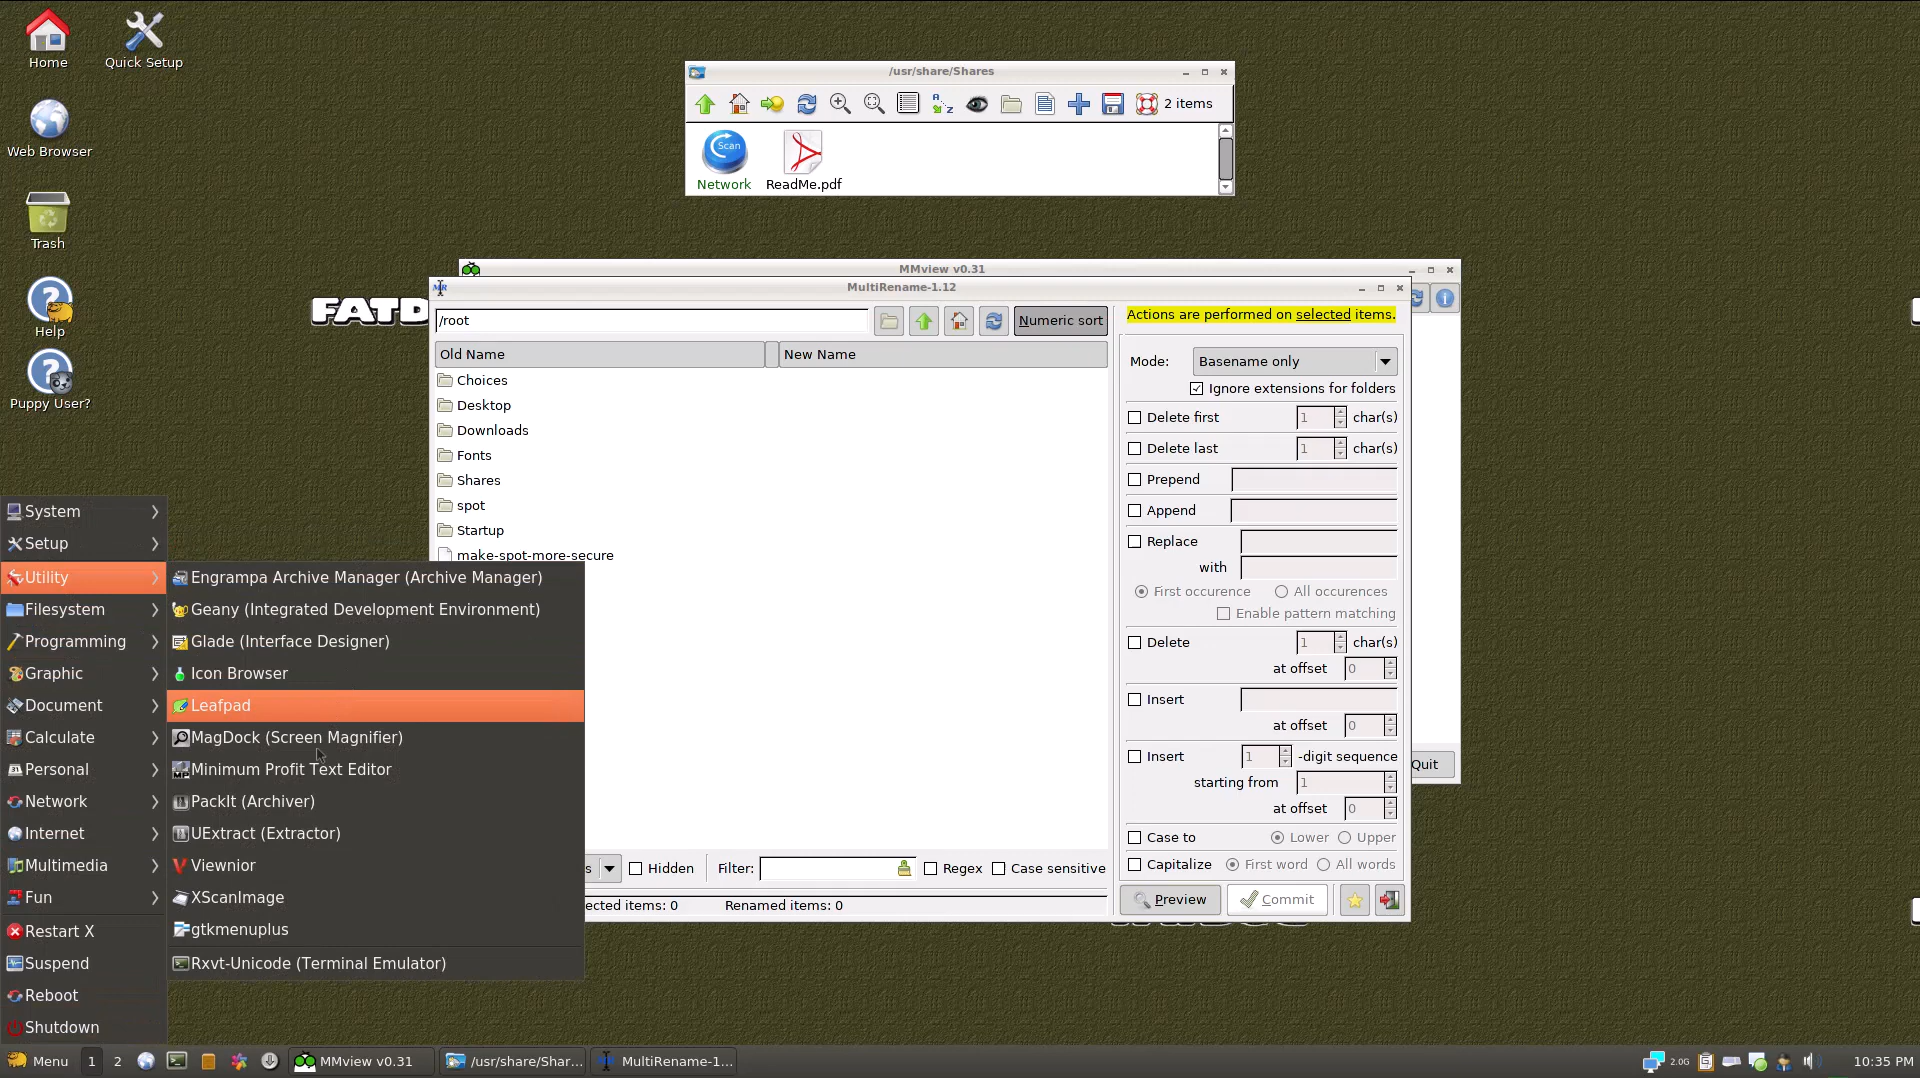 Home
Quick Setup
Web Browser
Trash
Help
Puppy User?
FATD
/usr/share/Shares
2 items
Scan
Network
ReadMe.pdf
MMview v0.31
MultiRename-1.12
/root
Numeric sort
Old Name
New Name
Choices
Desktop
Downloads
Fonts
Shares
spot
Startup
make-spot-more-secure
Actions are performed on selected items.
Mode:
Basename only
Ignore extensions for folders
Delete first
1
char(s)
Delete last
1
char(s)
Prepend
Append
Replace
with
First occurence
All occurences
Enable pattern matching
Delete
1
char(s)
at offset
0
Insert
at offset
0
Insert
1
-digit sequence
starting from
1
at offset
0
Case to
Lower
Upper
Capitalize
First word
All words
Preview
Commit
Quit
s
Hidden
Filter:
Regex
Case sensitive
ected items: 0
Renamed items: 0
System
Setup
Utility
Filesystem
Programming
Graphic
Document
Calculate
Personal
Network
Internet
Multimedia
Fun
Restart X
Suspend
Reboot
Shutdown
Engrampa Archive Manager (Archive Manager)
Geany (Integrated Development Environment)
Glade (Interface Designer)
Icon Browser
Leafpad
MagDock (Screen Magnifier)
Minimum Profit Text Editor
PackIt (Archiver)
UExtract (Extractor)
Viewnior
XScanImage
gtkmenuplus
Rxvt-Unicode (Terminal Emulator)
Menu
1
2
MMview v0.31
/usr/share/Shar...
MultiRename-1...
2.0G
10:35 PM